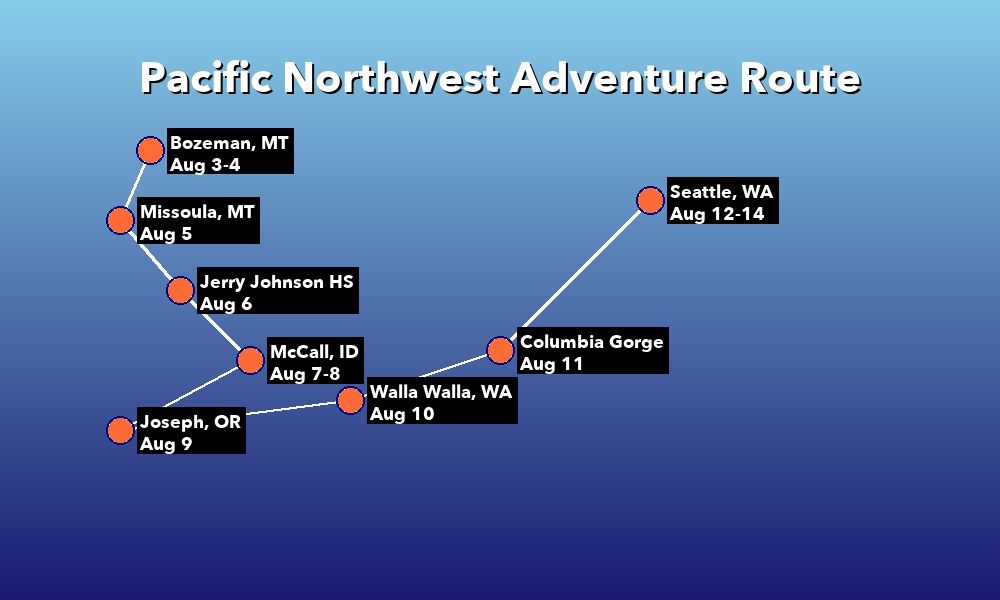 Pacific Northwest Adventure Route
Bozeman, MT
Aug 3-4
Missoula, MT
Aug 5
Jerry Johnson HS
Aug 6
McCall, ID
Aug 7-8
Joseph, OR
Aug 9
Walla Walla, WA
Aug 10
Columbia Gorge
Aug 11
Seattle, WA
Aug 12-14